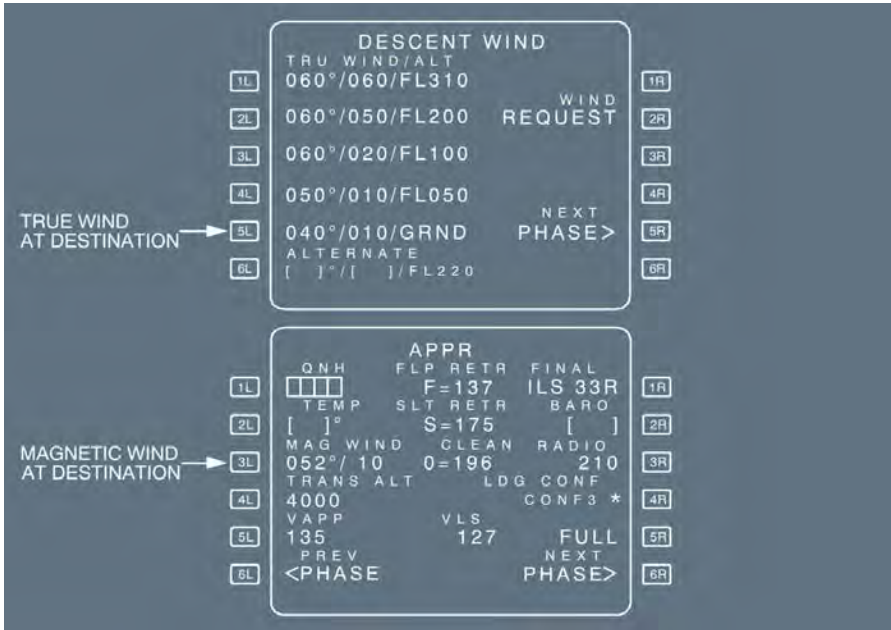 DESCENT WIND
TRU WIND/ALT
1L 060°/060/FL310 1R
WIND
2L 060°/050/FL200 REQUEST 2R
3L 060°/020/FL100 3R
4L 050°/010/FL050 4R
NEXT
TRUE WIND
AT DESTINATION
5L 040°/010/GRND PHASE> 5R
ALTERNATE
6L [ ]°/[ ]/FL220 6R
APPR
QNH FLP RETR FINAL
1L F=137 ILS 33R 1R
TEMP SLT RETR BARO
2L [ ]° S=175 [ ] 2R
MAG WIND CLEAN RADIO
MAGNETIC WIND
AT DESTINATION
3L 052°/ 10 0=196 210 3R
TRANS ALT LDG CONF
4L 4000 CONF3 * 4R
VAPP VLS
5L 135 127 FULL 5R
PREV NEXT
6L <PHASE PHASE> 6R